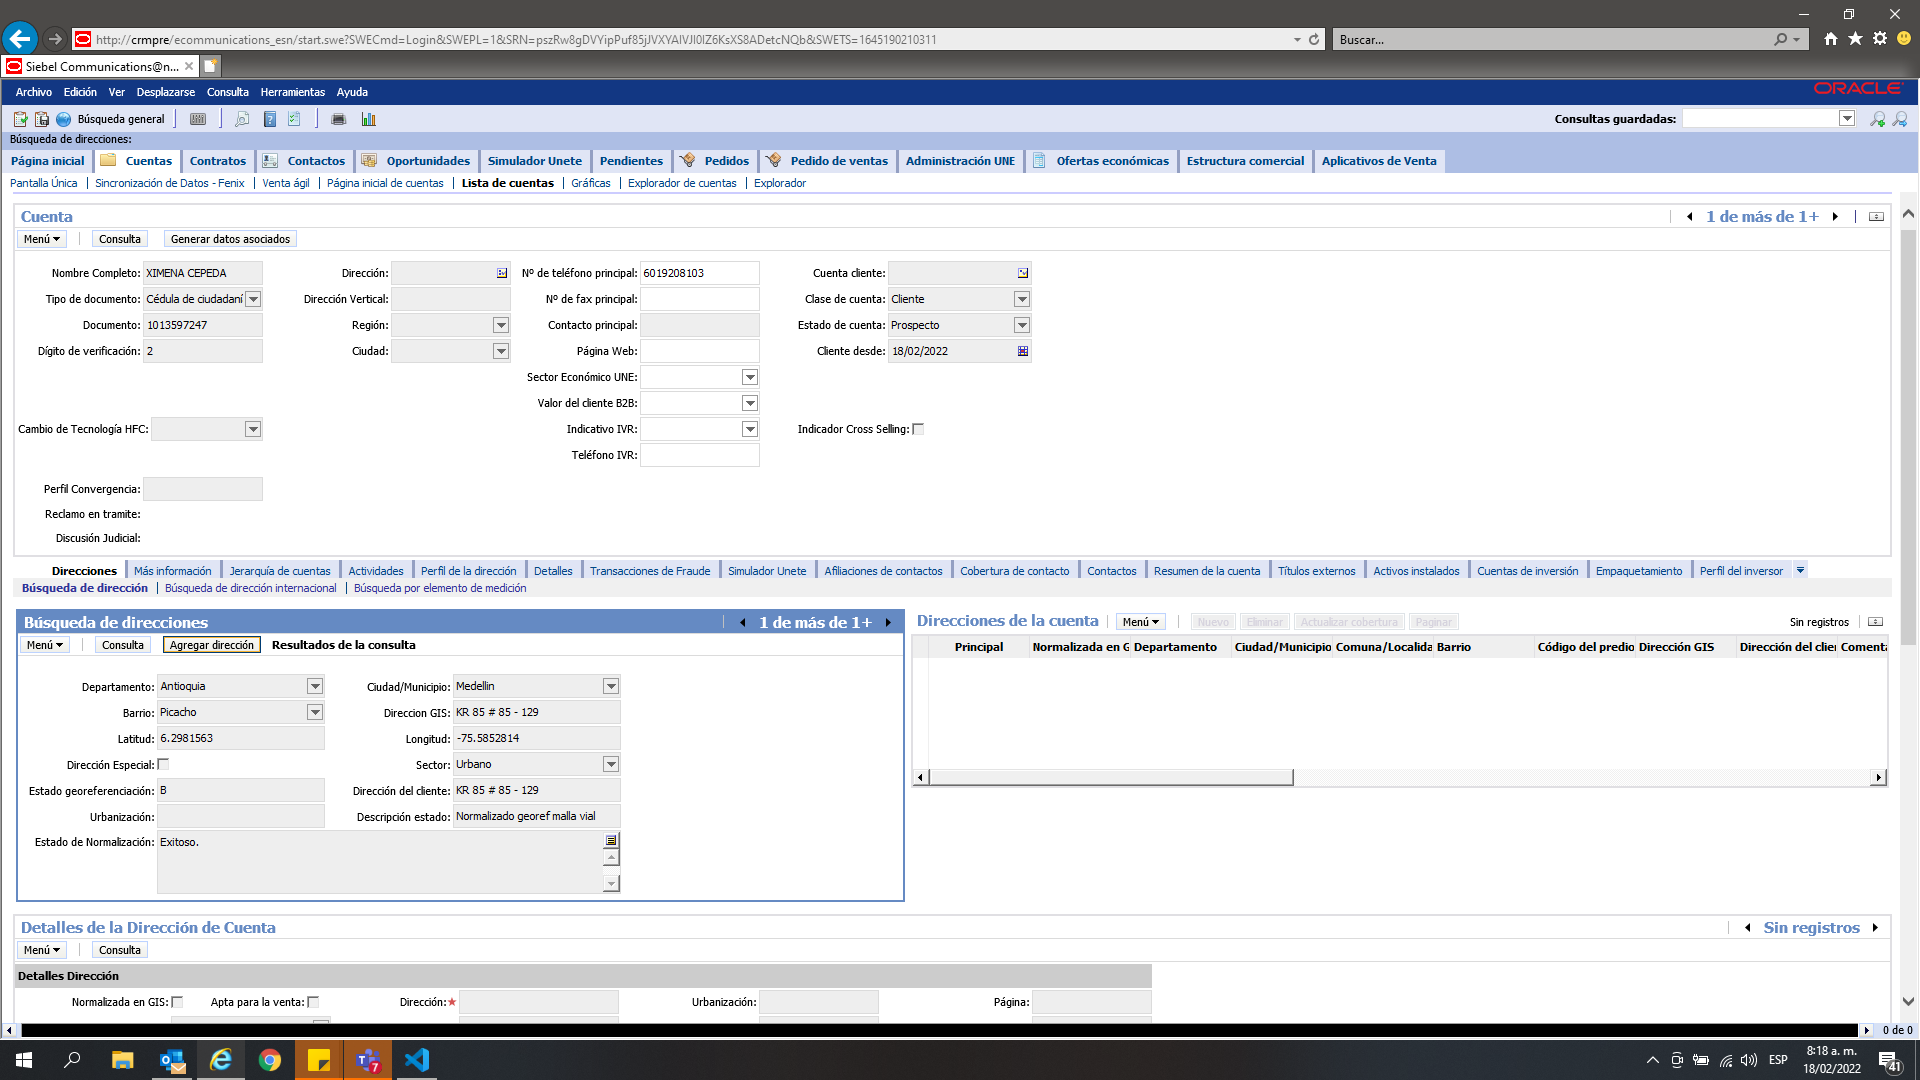 http://crmpre/ecommunications_esn/start.swe?SWECmd=Login&SWEPL=1&SRN=pszRw8gDVYipPuf85jJVXYAIVJI0IZ6KsXS8ADetcNQb&SWETS=1645190210311
Buscar...
Siebel Communications@n...
Archivo Edición Ver Desplazarse Consulta Herramientas Ayuda
ORACLE
Búsqueda general
Consultas guardadas:
Búsqueda de direcciones:
Página inicial Cuentas Contratos Contactos Oportunidades Simulador Unete Pendientes Pedidos Pedido de ventas Administración UNE Ofertas económicas Estructura comercial Aplicativos de Venta
Pantalla Única Sincronización de Datos - Fenix Venta ágil Página inicial de cuentas Lista de cuentas Gráficas Explorador de cuentas Explorador
Cuenta
1 de más de 1+
Menú Consulta Generar datos asociados
Nombre Completo: XIMENA CEPEDA Dirección: Nº de teléfono principal: 6019208103 Cuenta cliente:
Tipo de documento: Cédula de ciudadaní Dirección Vertical: Nº de fax principal: Clase de cuenta: Cliente
Documento: 1013597247 Región: Contacto principal: Estado de cuenta: Prospecto
Dígito de verificación: 2 Ciudad: Página Web: Cliente desde: 18/02/2022
Sector Económico UNE:
Valor del cliente B2B:
Cambio de Tecnología HFC: Indicativo IVR: Indicador Cross Selling:
Teléfono IVR:
Perfil Convergencia:
Reclamo en tramite:
Discusión Judicial:
Direcciones Más información Jerarquía de cuentas Actividades Perfil de la dirección Detalles Transacciones de Fraude Simulador Unete Afiliaciones de contactos Cobertura de contacto Contactos Resumen de la cuenta Títulos externos Activos instalados Cuentas de inversión Empaquetamiento Perfil del inversor
Búsqueda de dirección Búsqueda de dirección internacional Búsqueda por elemento de medición
Búsqueda de direcciones
1 de más de 1+
Menú Consulta Agregar dirección Resultados de la consulta
Departamento: Antioquia Ciudad/Municipio: Medellin
Barrio: Picacho Direccion GIS: KR 85 # 85 - 129
Latitud: 6.2981563 Longitud: -75.5852814
Dirección Especial: Sector: Urbano
Estado georeferenciación: B Dirección del cliente: KR 85 # 85 - 129
Urbanización: Descripción estado: Normalizado georef malla vial
Estado de Normalización: Exitoso.
Direcciones de la cuenta Menú Nuevo Eliminar Actualizar cobertura Paginar Sin registros
Principal Normalizada en G Departamento Ciudad/Municipio Comuna/Localida Barrio Código del predio Dirección GIS Dirección del clie Comenta
Detalles de la Dirección de Cuenta
Sin registros
Menú Consulta
Detalles Dirección
Normalizada en GIS: Apta para la venta: Dirección:★ Urbanización: Página:
0 de 0
7
ESP
8:18 a. m.
18/02/2022
41